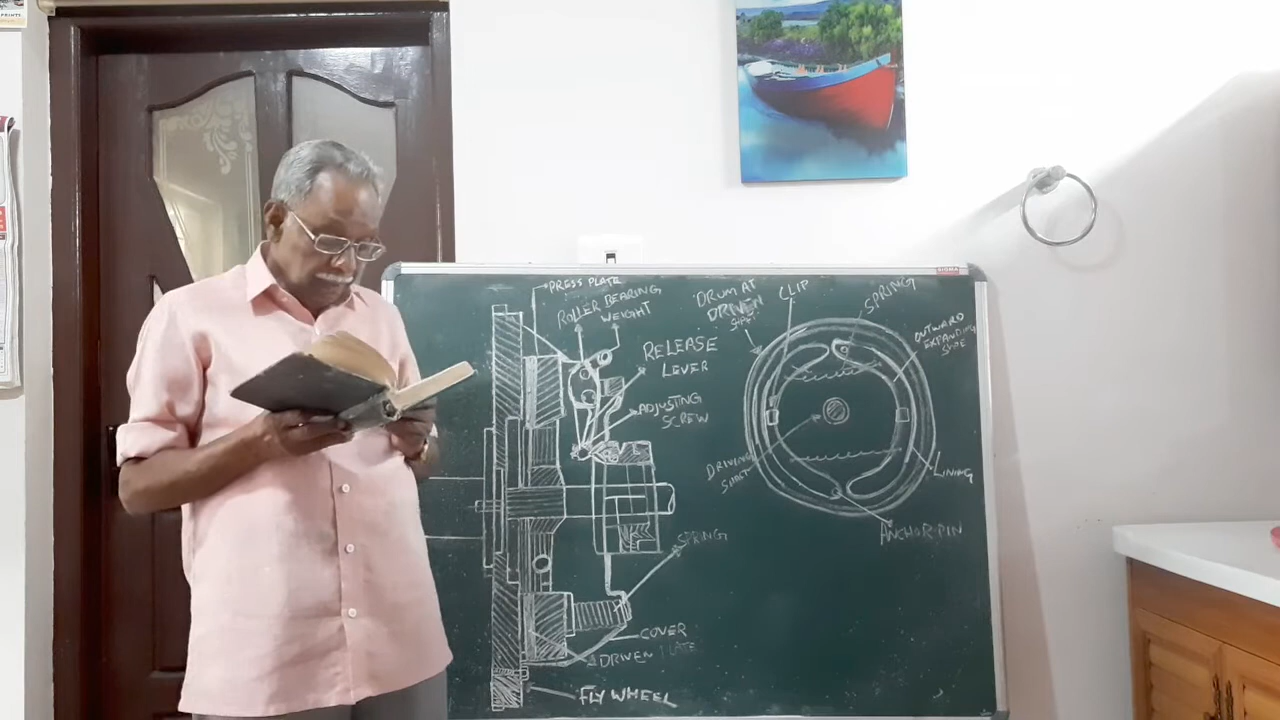 SIGMA
PRESS PLATE
ROLLER BEARING
WEIGHT
RELEASE
LEVER
ADJUSTING
SCREW
SPRING
COVER
DRIVEN PLATE
FLY WHEEL
DRUM AT
DRIVEN
SHAFT
CLIP
SPRING
OUTWARD
EXPANDING
SHOE
DRIVING
SHAFT
LINING
ANCHOR PIN